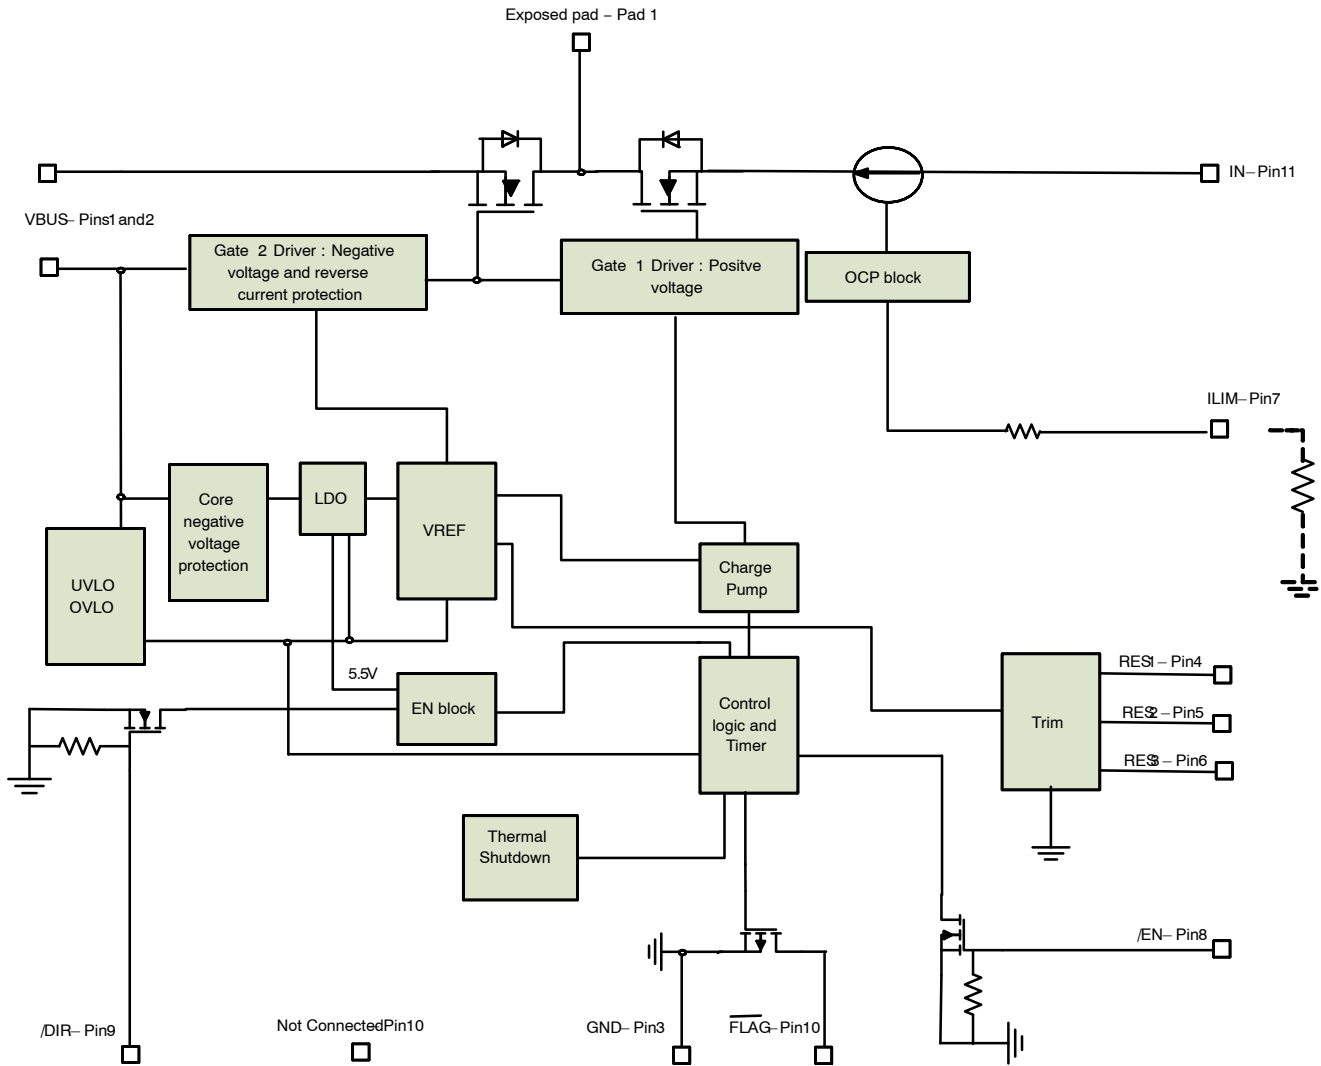 Exposed pad – Pad 1
IN–Pin11
VBUS– Pins1and2
Gate 2 Driver : Negative
voltage and reverse
current protection
Gate 1 Driver : Positve
voltage
OCP block
ILIM–Pin7
Core
negative
voltage
protection
LDO
VREF
UVLO
OVLO
Charge
Pump
5.5V
EN block
Control
logic and
Timer
Trim
RES1–Pin4
RES2–Pin5
RES3–Pin6
Thermal
Shutdown
/EN–Pin8
/DIR–Pin9
Not ConnectedPin10
GND–Pin3
FLAG–Pin10